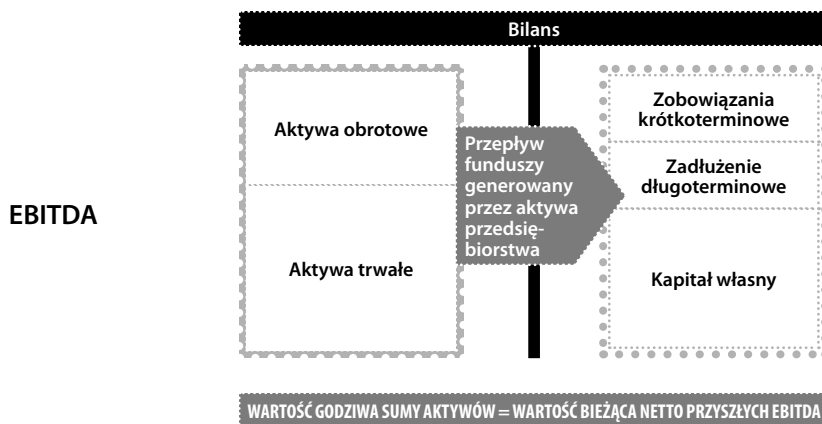 Bilans
Aktywa obrotowe
Aktywa trwałe
EBITDA
Przepływ
funduszy
generowany
przez aktywa
przedsię-
biorstwa
Zobowiązania
krótkoterminowe
Zadłużenie
długoterminowe
Kapitał własny
WARTOŚĆ GODZIWA SUMY AKTYWÓW = WARTOŚĆ BIEŻĄCA NETTO PRZYSZŁYCH EBITDA